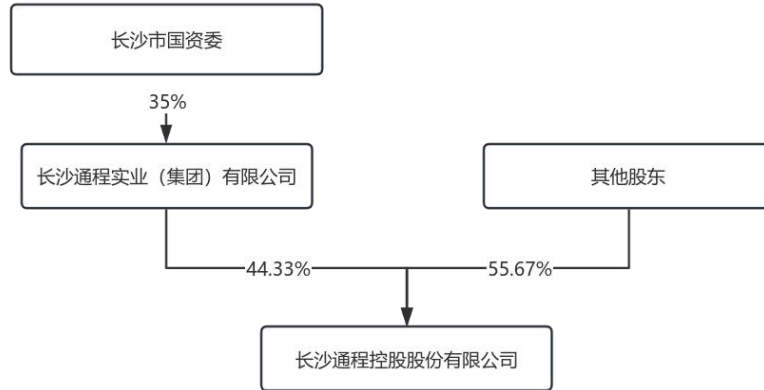 长沙市国资委
35%
长沙通程实业（集团）有限公司
其他股东
44.33%
55.67%
长沙通程控股股份有限公司